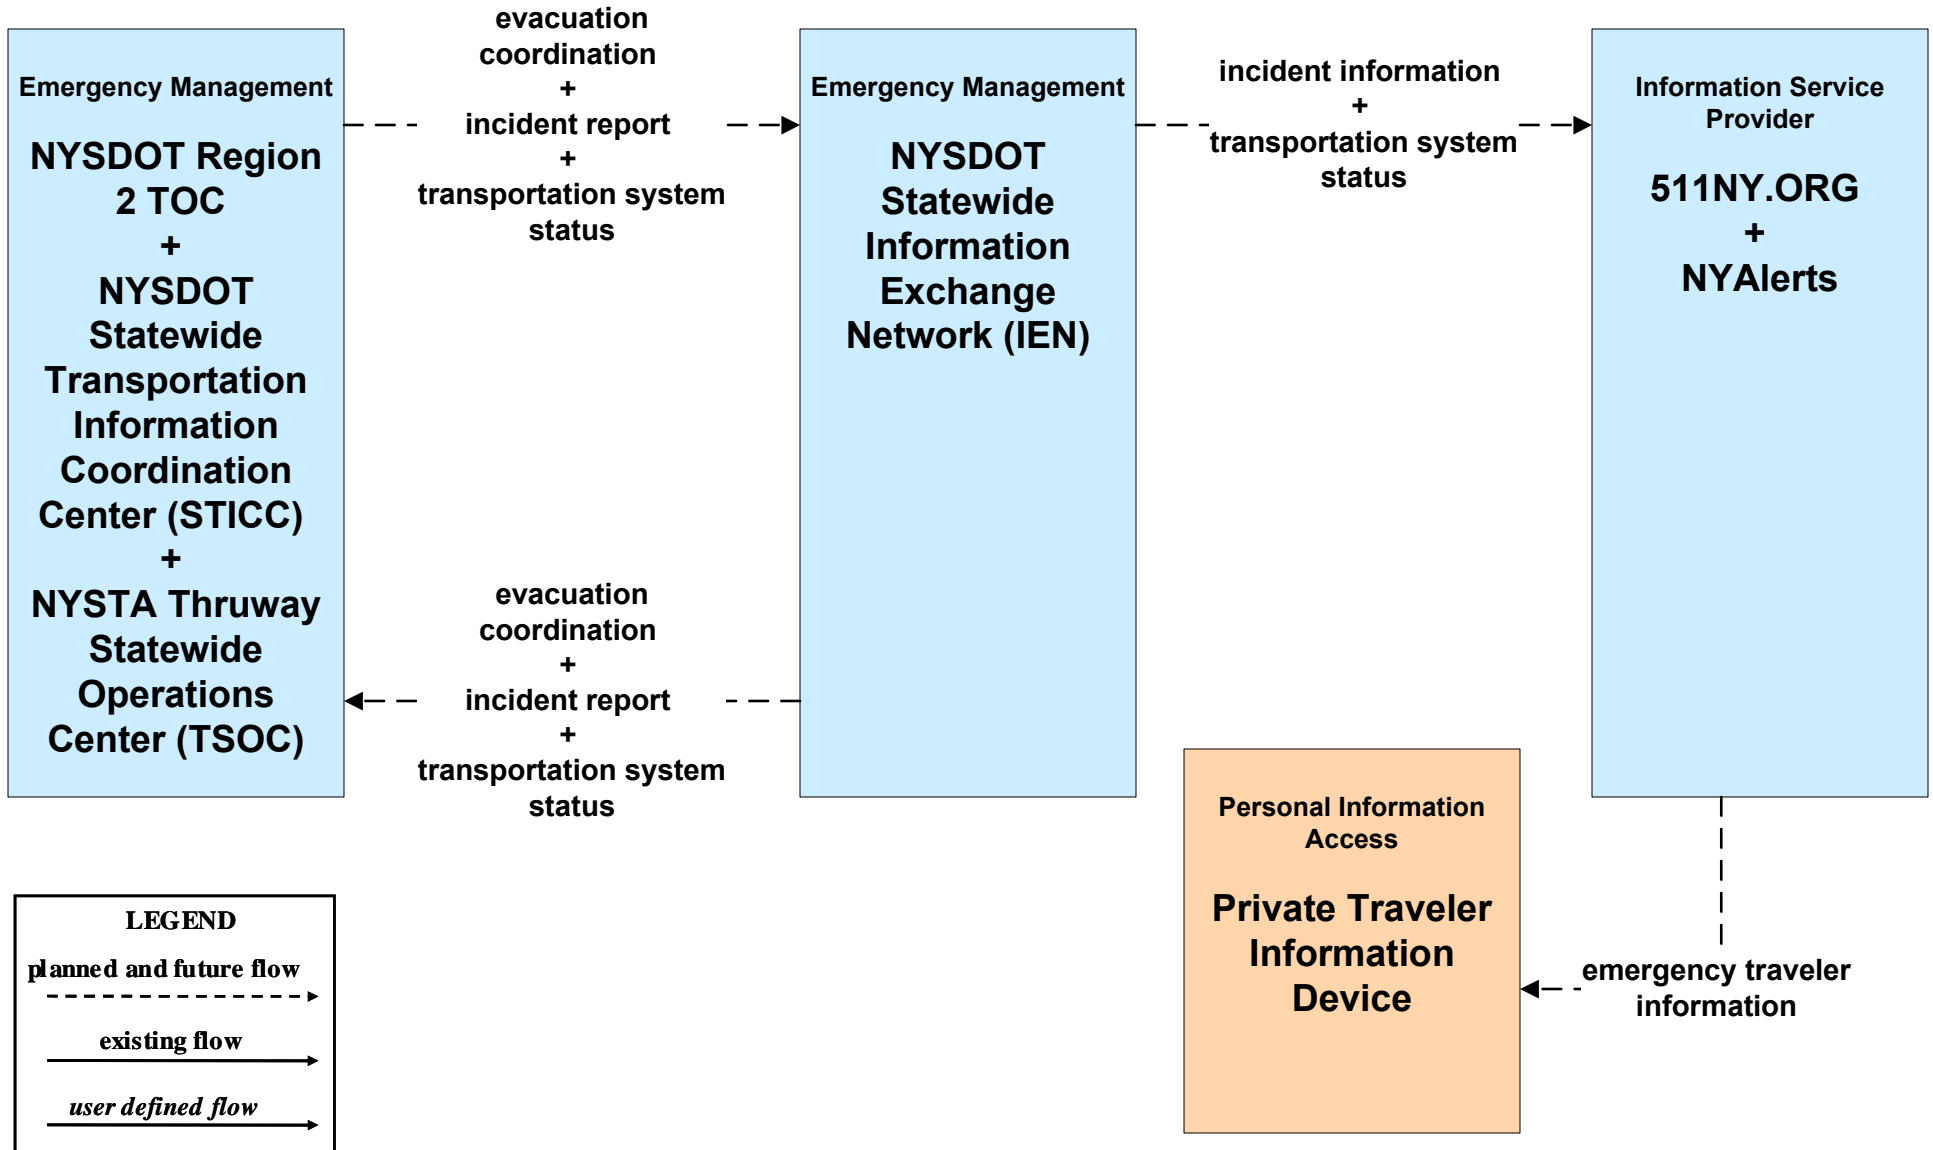 Emergency Management
NYSDOT Region
2 TOC
+
NYSDOT
Statewide
Transportation
Information
Coordination
Center (STICC)
+
NYSTA Thruway
Statewide
Operations
Center (TSOC)
evacuation
coordination
+
incident report
+
transportation system
status
evacuation
coordination
+
incident report
+
transportation system
status
Emergency Management
NYSDOT
Statewide
Information
Exchange
Network (IEN)
incident information
+
transportation system
status
Information Service
Provider
511NY.ORG
+
NYAlerts
Personal Information
Access
Private Traveler
Information
Device
emergency traveler
information
LEGEND
planned and future flow
existing flow
user defined flow